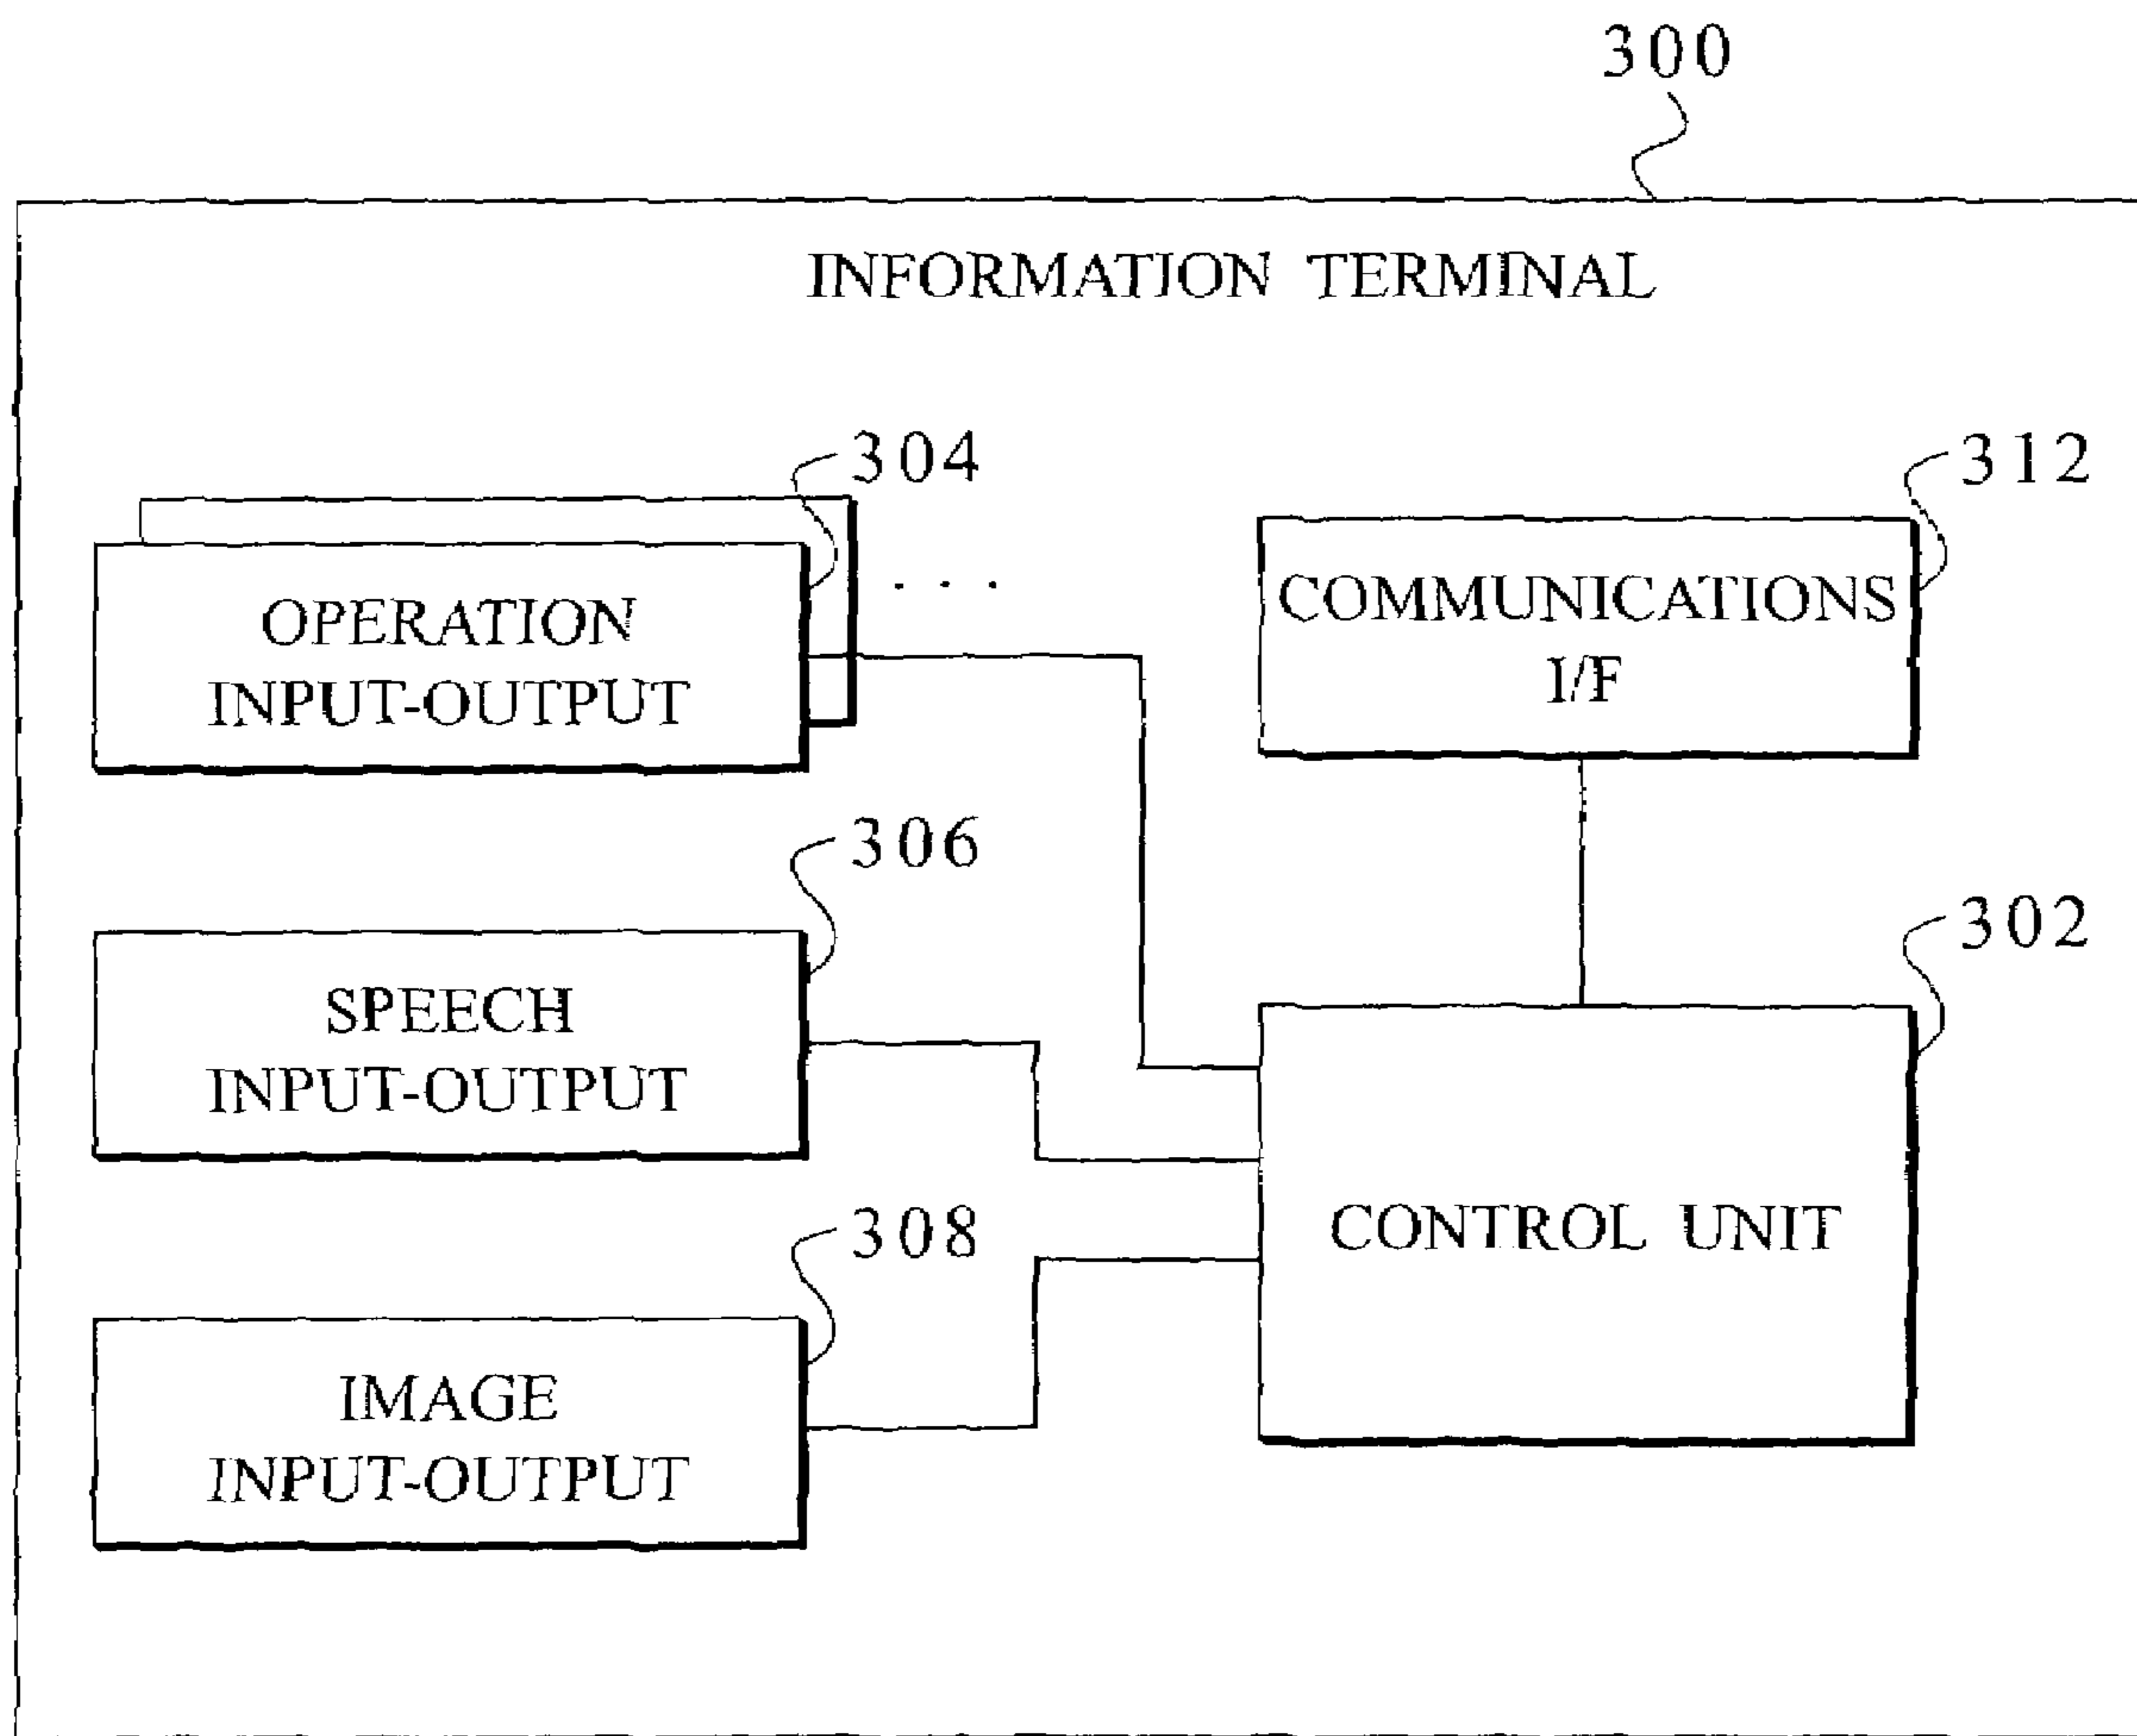 300
INFORMATION TERMINAL
304
OPERATION
INPUT-OUTPUT
. . .
312
COMMUNICATIONS
I/F
306
SPEECH
INPUT-OUTPUT
302
CONTROL UNIT
308
IMAGE
INPUT-OUTPUT